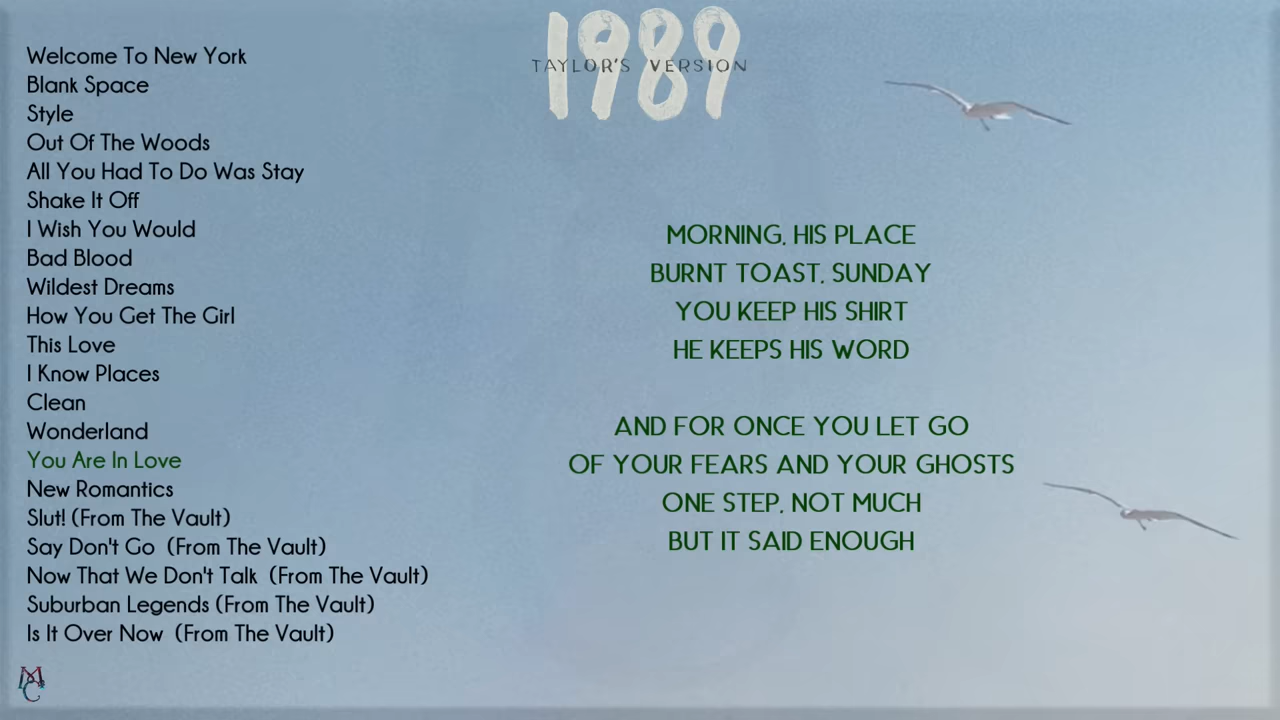 1989
TAYLOR'S VERSION
Welcome To New York
Blank Space
Style
Out Of The Woods
All You Had To Do Was Stay
Shake It Off
I Wish You Would
Bad Blood
Wildest Dreams
How You Get The Girl
This Love
I Know Places
Clean
Wonderland
You Are In Love
New Romantics
Slut! (From The Vault)
Say Don't Go (From The Vault)
Now That We Don't Talk (From The Vault)
Suburban Legends (From The Vault)
Is It Over Now (From The Vault)
MORNING, HIS PLACE
BURNT TOAST, SUNDAY
YOU KEEP HIS SHIRT
HE KEEPS HIS WORD
AND FOR ONCE YOU LET GO
OF YOUR FEARS AND YOUR GHOSTS
ONE STEP, NOT MUCH
BUT IT SAID ENOUGH
MC